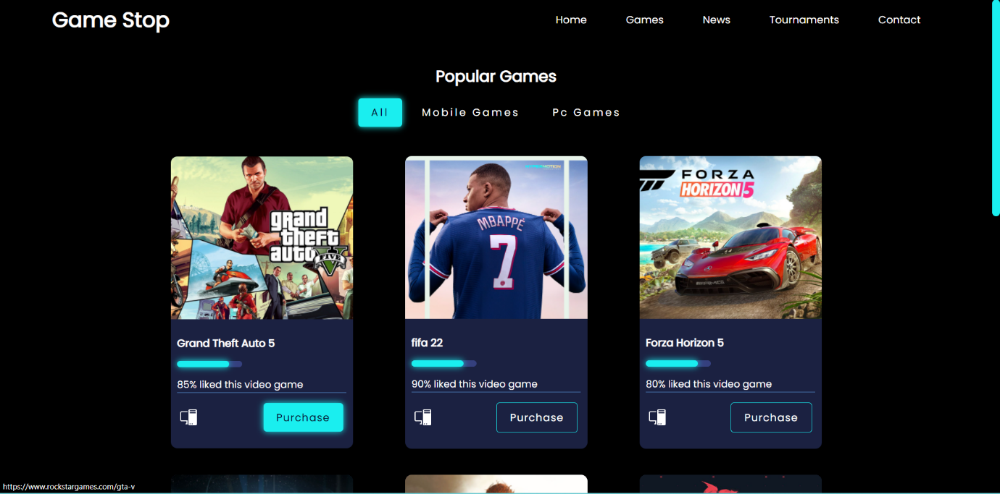 Game Stop
Home
Games
News
Tournaments
Contact
Popular Games
All
Mobile Games
Pc Games
grand
theft
auto
FIVE
MBAPPÉ
7
FORZA
HORIZON 5
Grand Theft Auto 5
fifa 22
Forza Horizon 5
85% liked this video game
90% liked this video game
80% liked this video game
Purchase
Purchase
Purchase
https://www.rockstargames.com/gta-v